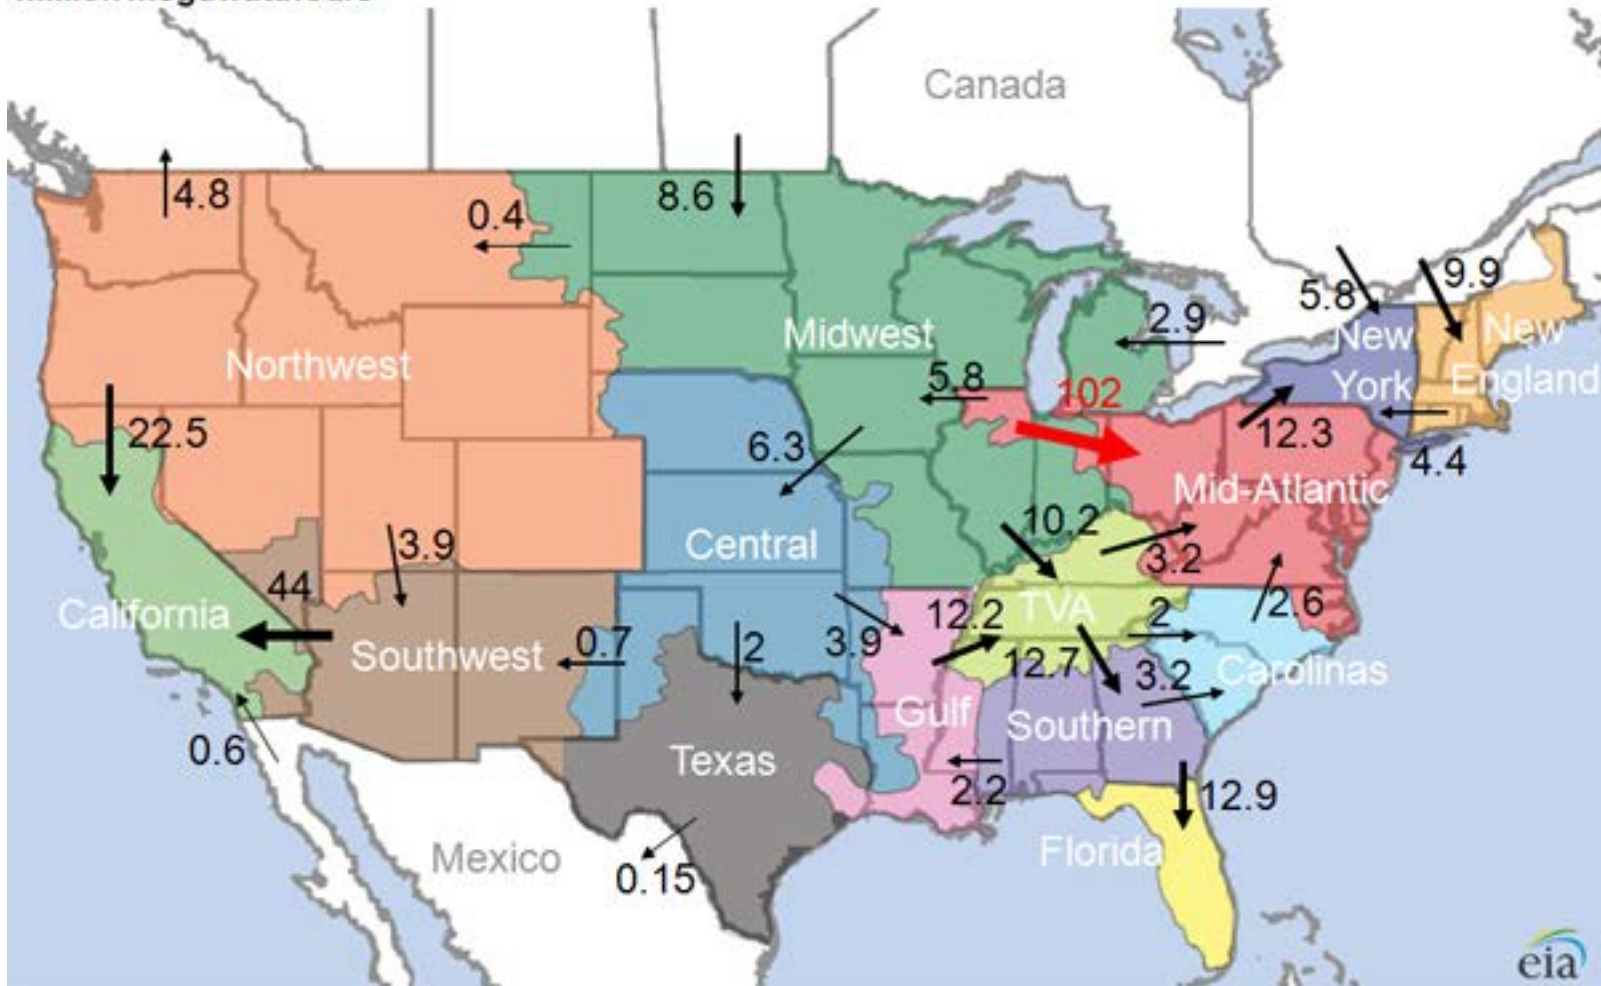 Canada
4.8
0.4
8.6
5.8
9.9
2.9
New
York
New
England
Midwest
Northwest
5.8
102
22.5
6.3
12.3
4.4
Mid-Atlantic
10.2
3.2
3.9
Central
44
California
12.2
TVA
2
2.6
Southwest
0.7
2
3.9
12.7
3.2
Carolinas
Gulf
Southern
0.6
Texas
2.2
12.9
Mexico
0.15
Florida
eia